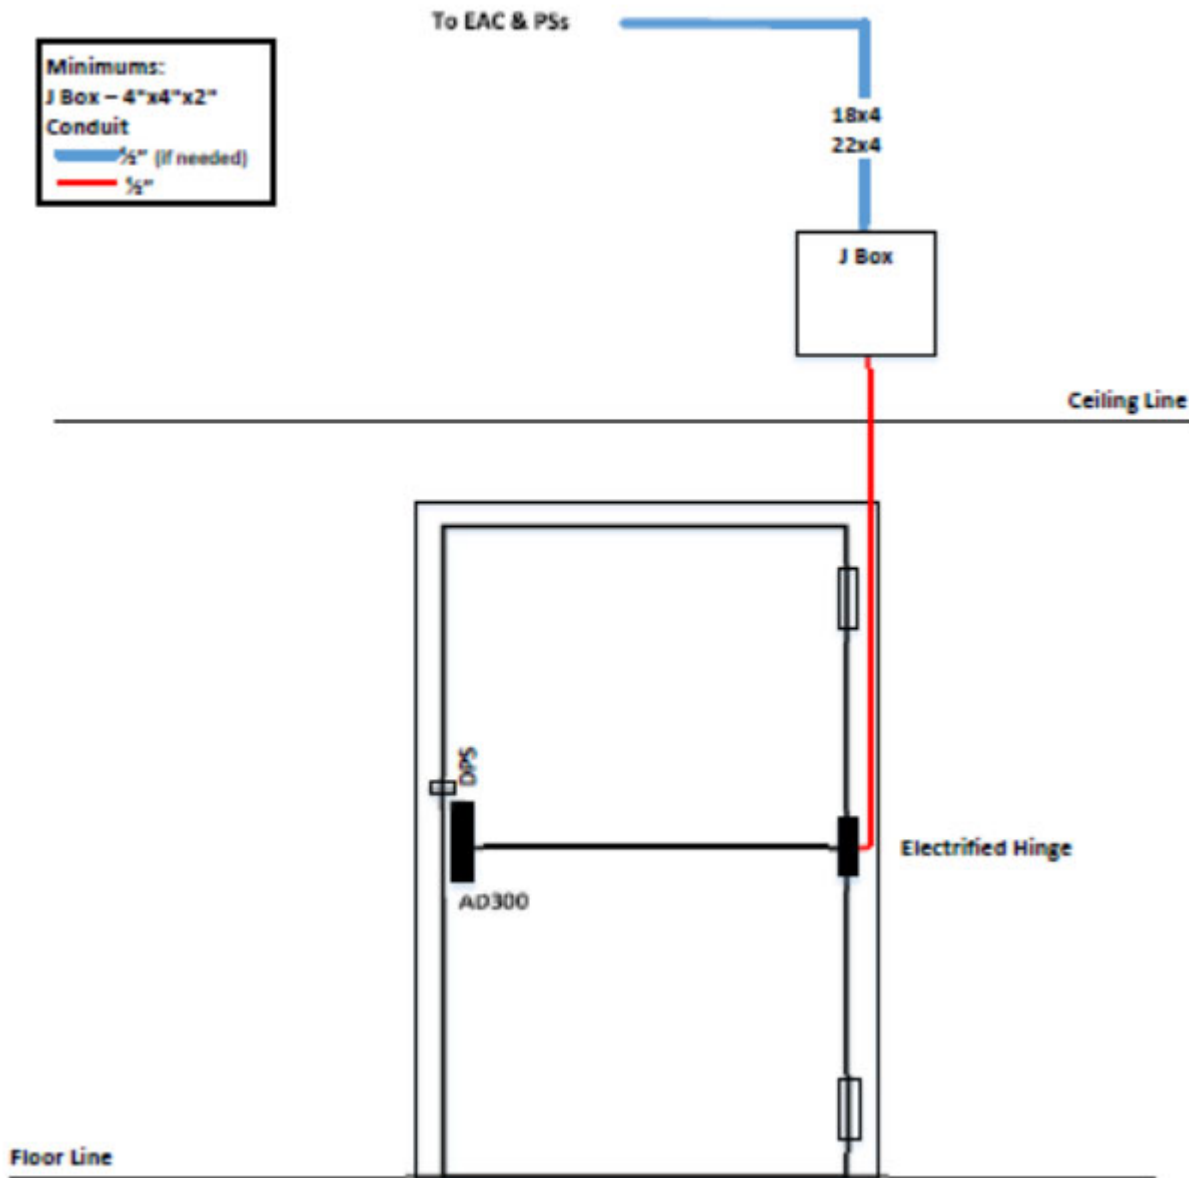 To EAC & PSs
Minimums:
J Box – 4"x4"x2"
Conduit
½" (if needed)
½"
18x4
22x4
J Box
Ceiling Line
DPS
Electrified Hinge
AD300
Floor Line